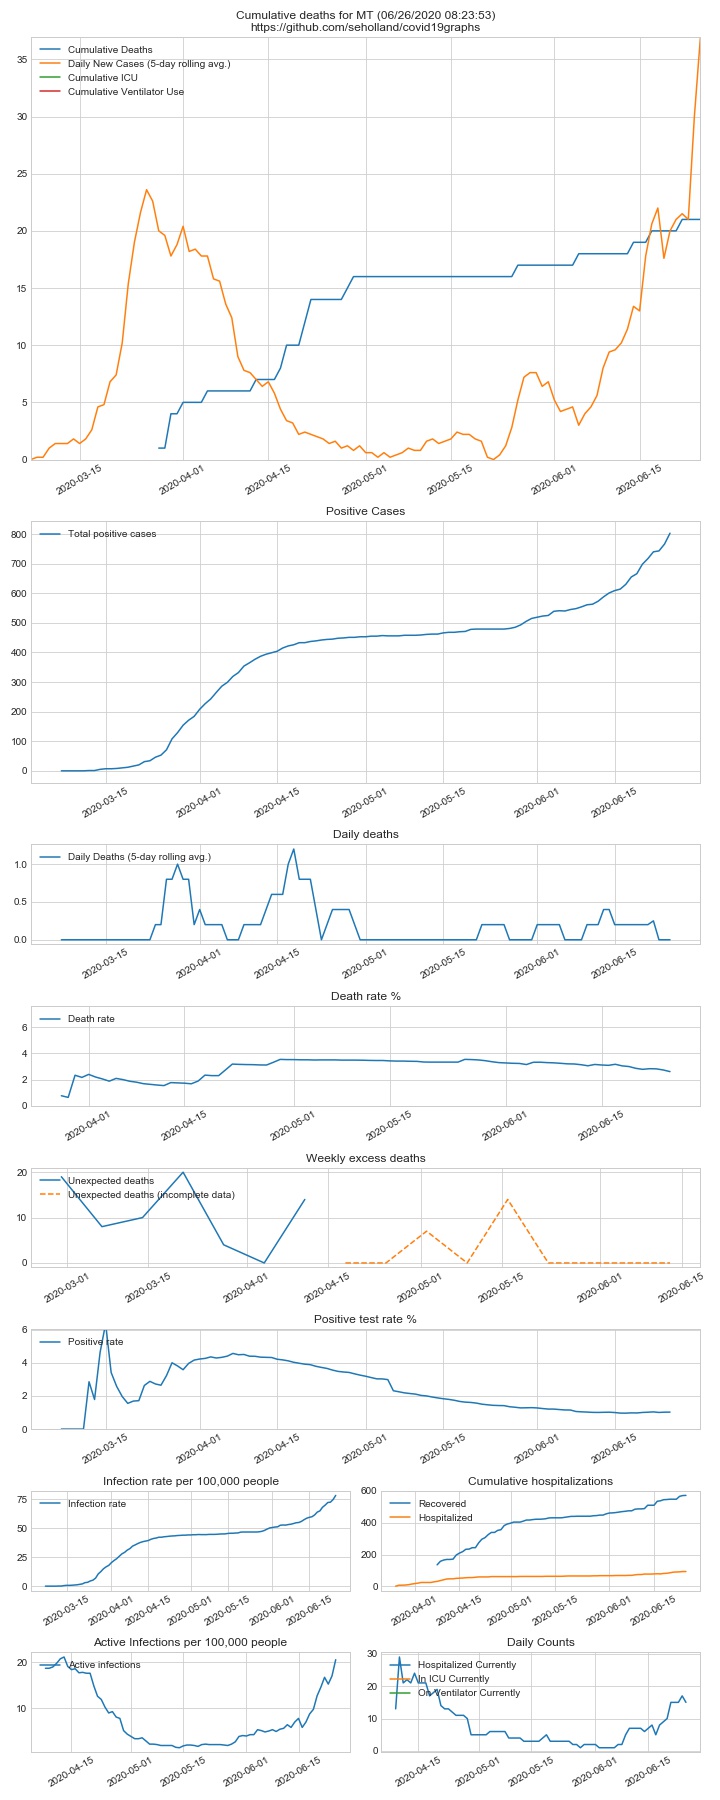 Cumulative deaths for MT (06/26/2020 08:23:53)
https://github.com/seholland/covid19graphs
Cumulative Deaths
Daily New Cases (5-day rolling avg.)
Cumulative ICU
Cumulative Ventilator Use
35
30
25
20
15
10
5
0
2020-03-15 2020-04-01 2020-04-15 2020-05-01 2020-05-15 2020-06-01 2020-06-15
Positive Cases
Total positive cases
800
700
600
500
400
300
200
100
0
2020-03-15 2020-04-01 2020-04-15 2020-05-01 2020-05-15 2020-06-01 2020-06-15
Daily deaths
Daily Deaths (5-day rolling avg.)
1.0
0.5
0.0
2020-03-15 2020-04-01 2020-04-15 2020-05-01 2020-05-15 2020-06-01 2020-06-15
Death rate %
Death rate
6
4
2
0
2020-04-01 2020-04-15 2020-05-01 2020-05-15 2020-06-01 2020-06-15
Weekly excess deaths
Unexpected deaths
Unexpected deaths (incomplete data)
20
10
0
2020-03-01 2020-03-15 2020-04-01 2020-04-15 2020-05-01 2020-05-15 2020-06-01 2020-06-15
Positive test rate %
Positive rate
6
4
2
0
2020-03-15 2020-04-01 2020-04-15 2020-05-01 2020-05-15 2020-06-01 2020-06-15
Infection rate per 100,000 people
Infection rate
75
50
25
0
2020-03-15 2020-04-01 2020-04-15 2020-05-01 2020-05-15 2020-06-01 2020-06-15
Cumulative hospitalizations
Recovered
Hospitalized
600
400
200
0
2020-04-01 2020-04-15 2020-05-01 2020-05-15 2020-06-01 2020-06-15
Active Infections per 100,000 people
Active infections
20
10
2020-04-15 2020-05-01 2020-05-15 2020-06-01 2020-06-15
Daily Counts
Hospitalized Currently
In ICU Currently
On Ventilator Currently
30
20
10
0
2020-04-15 2020-05-01 2020-05-15 2020-06-01 2020-06-15